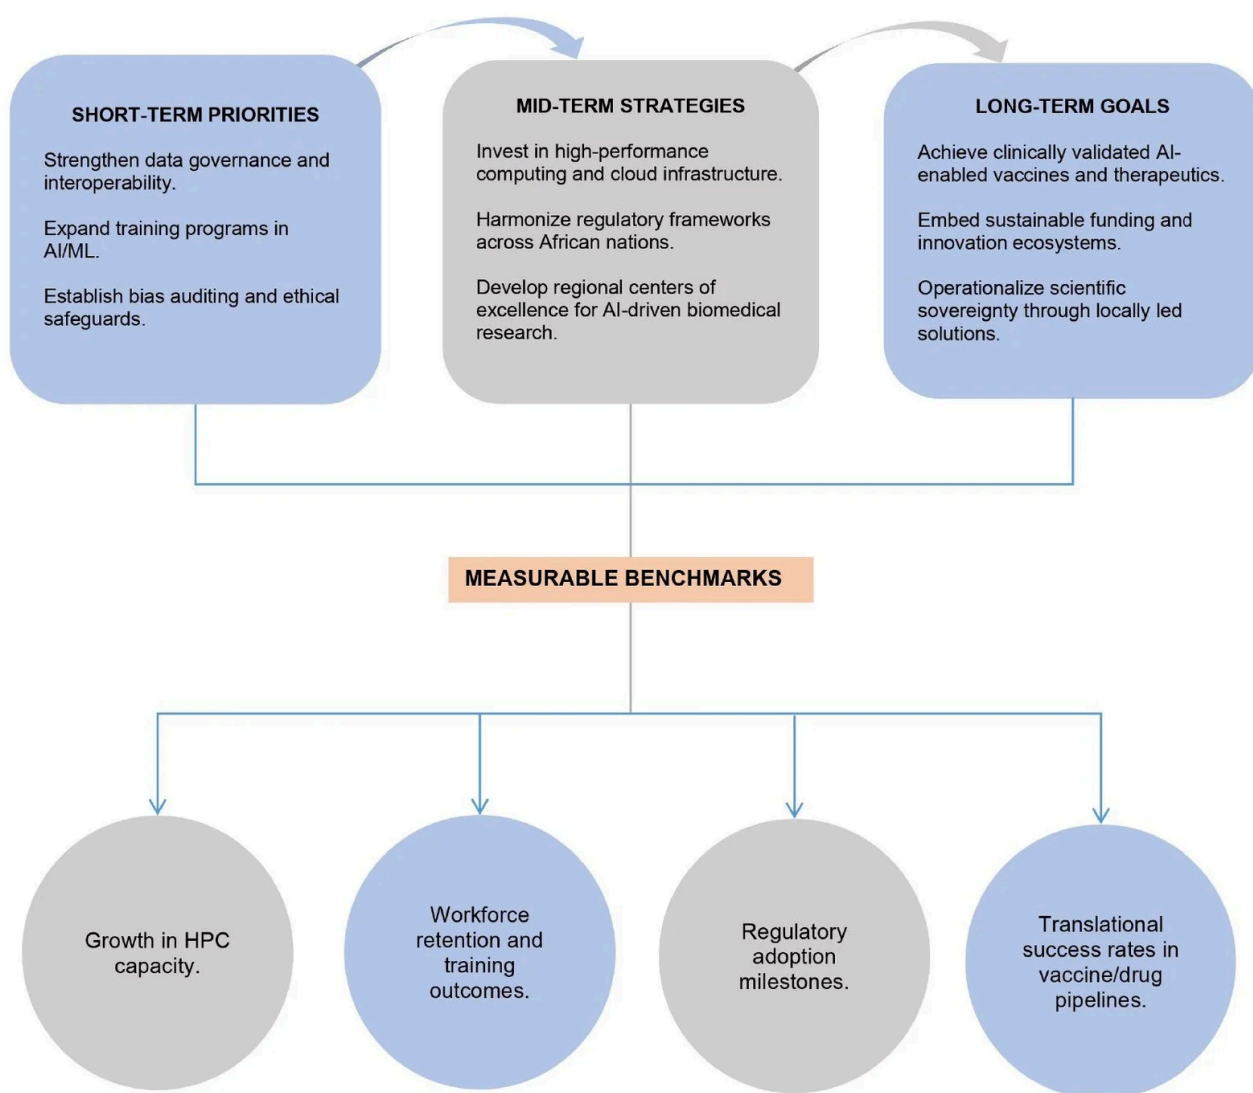 SHORT-TERM PRIORITIES
Strengthen data governance and
interoperability.
Expand training programs in
AI/ML.
Establish bias auditing and ethical
safeguards.
MID-TERM STRATEGIES
Invest in high-performance
computing and cloud infrastructure.
Harmonize regulatory frameworks
across African nations.
Develop regional centers of
excellence for AI-driven biomedical
research.
LONG-TERM GOALS
Achieve clinically validated AI-
enabled vaccines and therapeutics.
Embed sustainable funding and
innovation ecosystems.
Operationalize scientific
sovereignty through locally led
solutions.
MEASURABLE BENCHMARKS
Growth in HPC
capacity.
Workforce
retention and
training
outcomes.
Regulatory
adoption
milestones.
Translational
success rates in
vaccine/drug
pipelines.